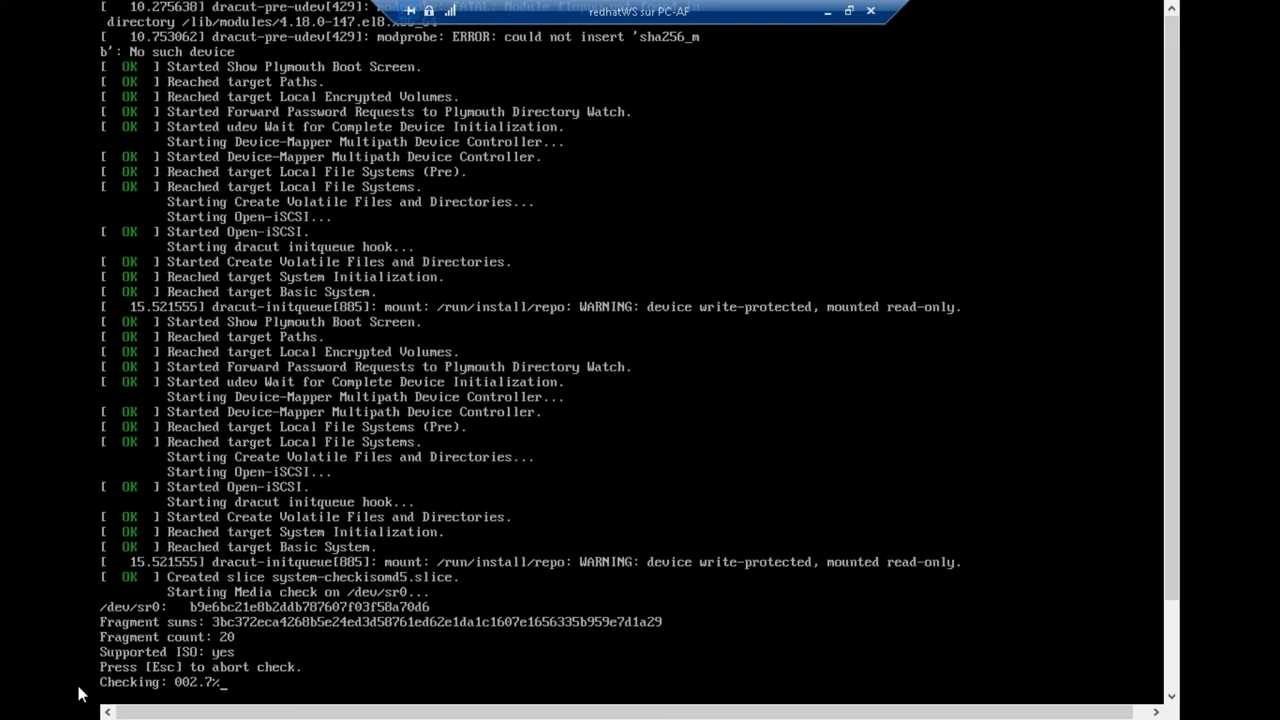 [   10.275638] dracut-pre-udev[429]:
redhatWS sur PC-AF
directory /lib/modules/4.18.0-147.el8.
[   10.753062] dracut-pre-udev[429]: modprobe: ERROR: could not insert 'sha256_m
b': No such device
[  OK  ] Started Show Plymouth Boot Screen.
[  OK  ] Reached target Paths.
[  OK  ] Reached target Local Encrypted Volumes.
[  OK  ] Started Forward Password Requests to Plymouth Directory Watch.
[  OK  ] Started udev Wait for Complete Device Initialization.
Starting Device-Mapper Multipath Device Controller...
[  OK  ] Started Device-Mapper Multipath Device Controller.
[  OK  ] Reached target Local File Systems (Pre).
[  OK  ] Reached target Local File Systems.
Starting Create Volatile Files and Directories...
Starting Open-iSCSI...
[  OK  ] Started Open-iSCSI.
Starting dracut initqueue hook...
[  OK  ] Started Create Volatile Files and Directories.
[  OK  ] Reached target System Initialization.
[  OK  ] Reached target Basic System.
[   15.521555] dracut-initqueue[885]: mount: /run/install/repo: WARNING: device write-protected, mounted read-only.
[  OK  ] Started Show Plymouth Boot Screen.
[  OK  ] Reached target Paths.
[  OK  ] Reached target Local Encrypted Volumes.
[  OK  ] Started Forward Password Requests to Plymouth Directory Watch.
[  OK  ] Started udev Wait for Complete Device Initialization.
Starting Device-Mapper Multipath Device Controller...
[  OK  ] Started Device-Mapper Multipath Device Controller.
[  OK  ] Reached target Local File Systems (Pre).
[  OK  ] Reached target Local File Systems.
Starting Create Volatile Files and Directories...
Starting Open-iSCSI...
[  OK  ] Started Open-iSCSI.
Starting dracut initqueue hook...
[  OK  ] Started Create Volatile Files and Directories.
[  OK  ] Reached target System Initialization.
[  OK  ] Reached target Basic System.
[   15.521555] dracut-initqueue[885]: mount: /run/install/repo: WARNING: device write-protected, mounted read-only.
[  OK  ] Created slice system-checkisomd5.slice.
Starting Media check on /dev/sr0...
/dev/sr0:   b9e6bc21e8b2ddb787607f03f58a70d6
Fragment sums: 3bc372eca4268b5e24ed3d58761ed62e1da1c1607e1656335b959e7d1a29
Fragment count: 20
Supported ISO: yes
Press [Esc] to abort check.
Checking: 002.7%_